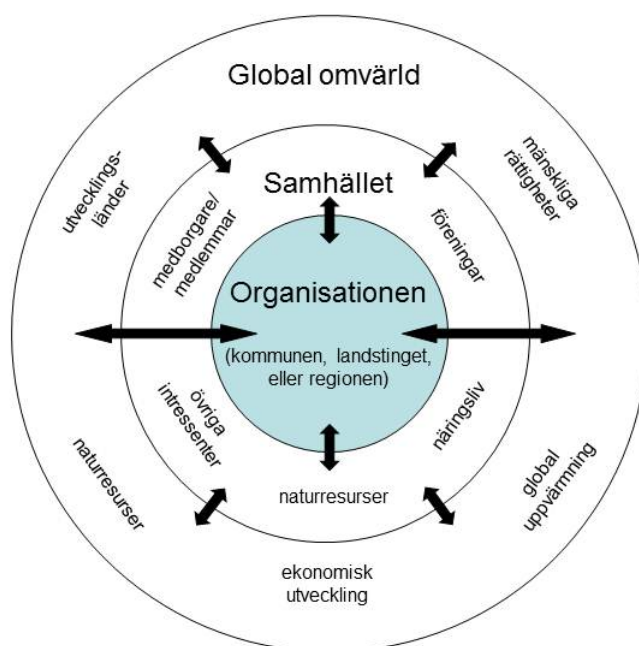 Global omvärld
utvecklings-
länder
mänskliga
rättigheter
Samhället
medborgare/
medlemmar
föreningar
Organisationen
(kommunen, landstinget,
eller regionen)
övriga
intressenter
näringsliv
naturresurser
naturresurser
global
uppvärmning
ekonomisk
utveckling